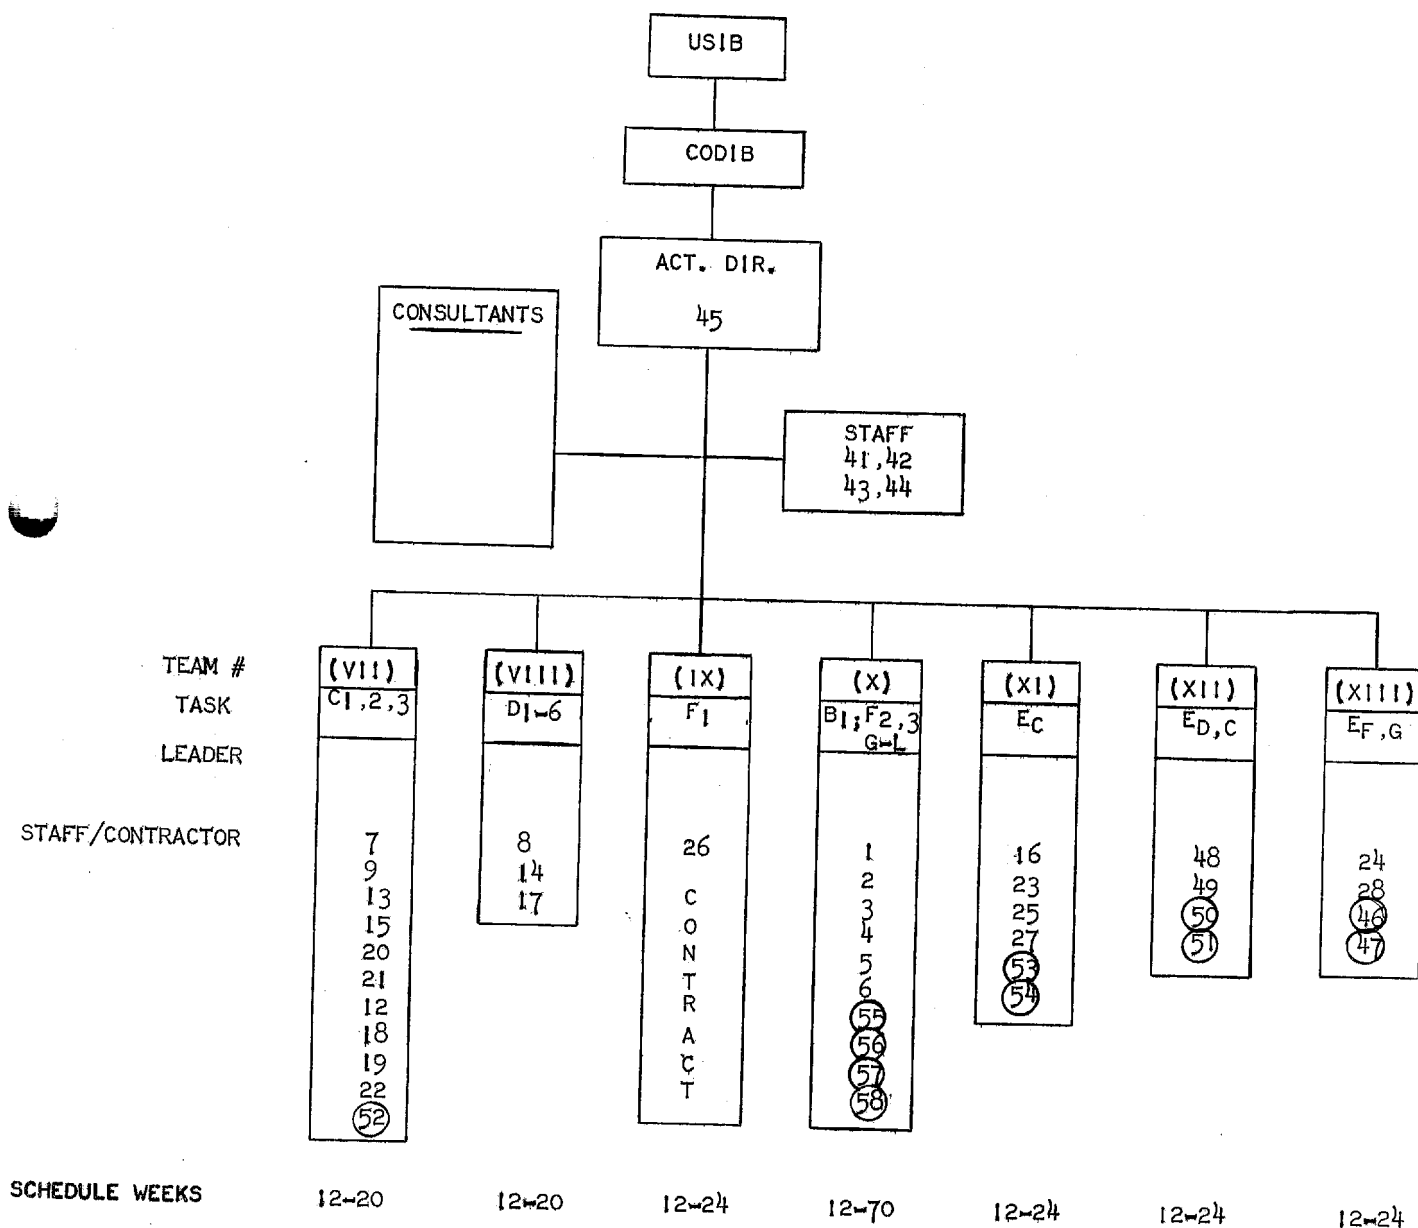 USIB
CODIB
ACT. DIR.
45
CONSULTANTS
STAFF
41,42
43,44
TEAM #
TASK
LEADER
STAFF/CONTRACTOR
(VII)
C1,2,3
7
9
13
15
20
21
12
18
19
22
52
(VIII)
D1-6
8
14
17
(IX)
F1
26
C
O
N
T
R
A
C
T
(X)
B1;F2,3
G-L
1
2
3
4
5
6
55
56
57
58
(XI)
EC
16
23
25
27
53
54
(XII)
ED,C
48
49
50
51
(XIII)
EF,G
24
28
46
47
SCHEDULE WEEKS
12-20
12-20
12-24
12-70
12-24
12-24
12-24